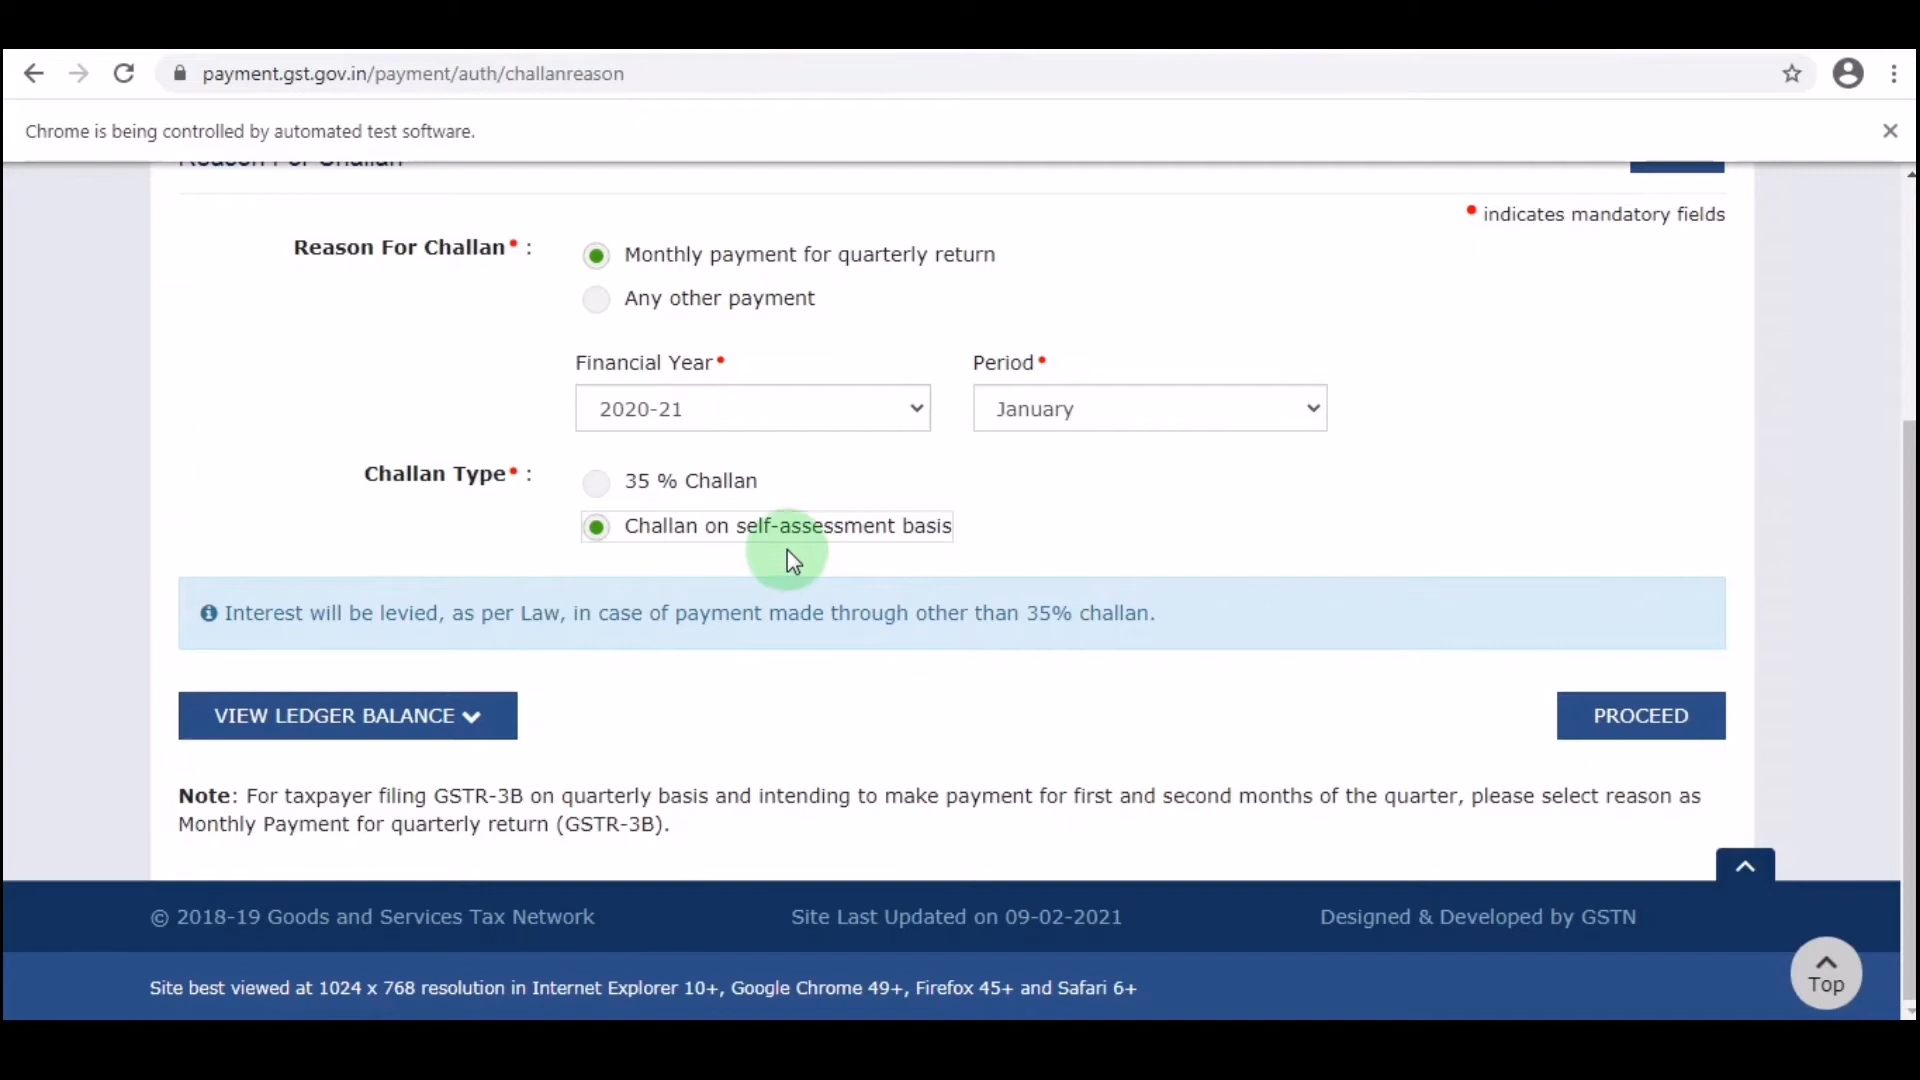 payment.gst.gov.in/payment/auth/challanreason
Chrome is being controlled by automated test software.
Reason For Challan
• indicates mandatory fields
Reason For Challan• :
Monthly payment for quarterly return
Any other payment
Financial Year• Period•
2020-21 January
Challan Type• :
35 % Challan
Challan on self-assessment basis
Interest will be levied, as per Law, in case of payment made through other than 35% challan.
VIEW LEDGER BALANCE PROCEED
Note: For taxpayer filing GSTR-3B on quarterly basis and intending to make payment for first and second months of the quarter, please select reason as
Monthly Payment for quarterly return (GSTR-3B).
© 2018-19 Goods and Services Tax Network Site Last Updated on 09-02-2021 Designed & Developed by GSTN
Top
Site best viewed at 1024 x 768 resolution in Internet Explorer 10+, Google Chrome 49+, Firefox 45+ and Safari 6+